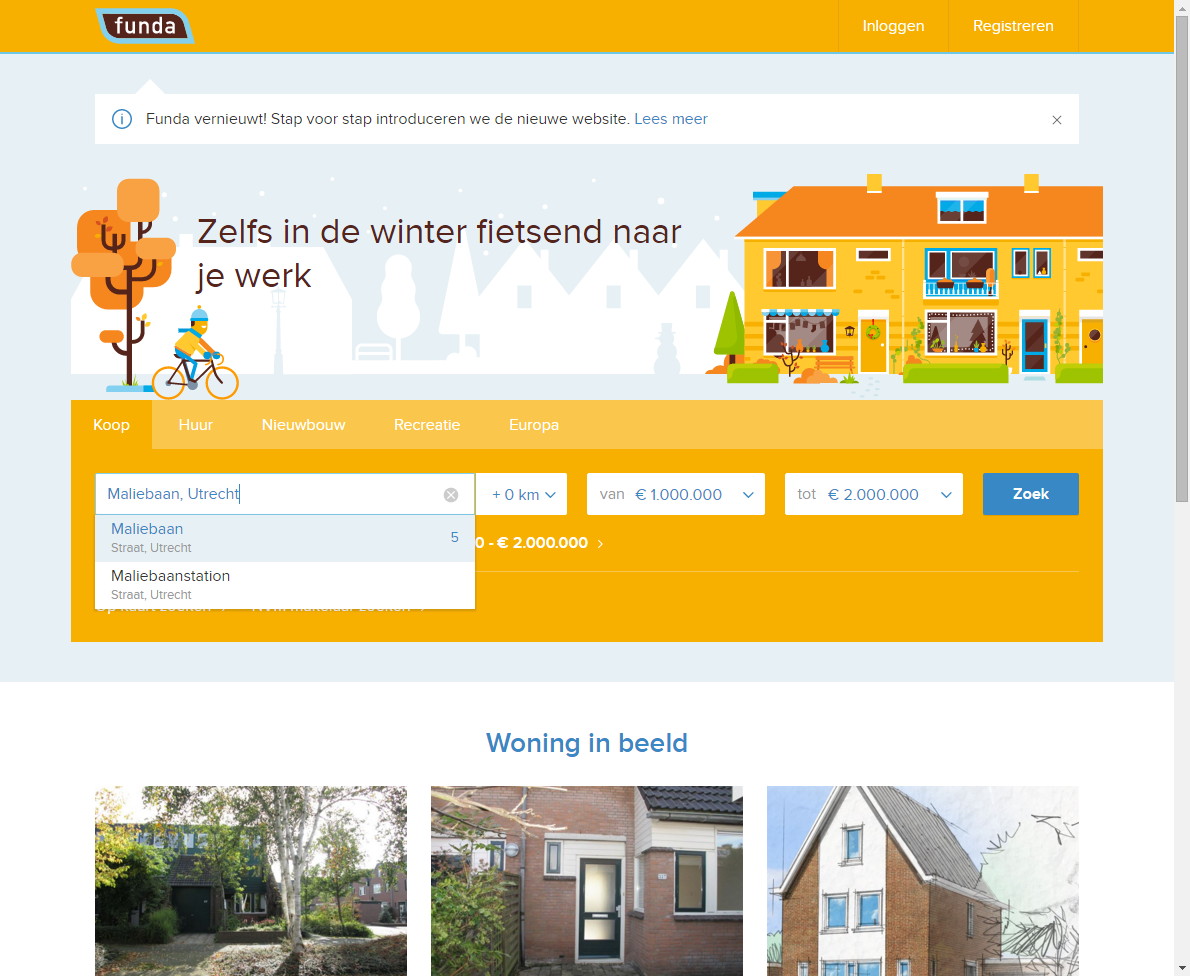 funda
Inloggen
Registreren
Funda vernieuwt! Stap voor stap introduceren we de nieuwe website. Lees meer
Zelfs in de winter fietsend naar
je werk
Koop
Huur
Nieuwbouw
Recreatie
Europa
Maliebaan, Utrecht
+ 0 km
van € 1.000.000
tot € 2.000.000
Zoek
Maliebaan
Straat, Utrecht
5
0 - € 2.000.000
Maliebaanstation
Straat, Utrecht
Woning in beeld